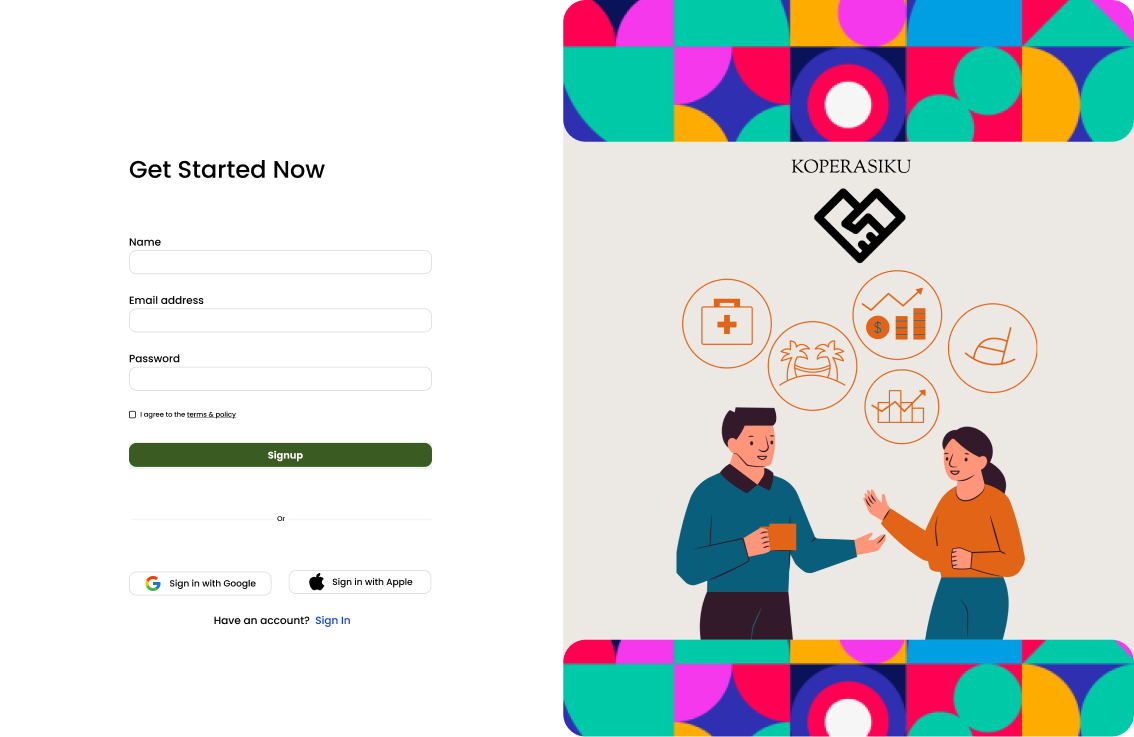 Get Started Now
Name
Email address
Password
I agree to the terms & policy
Signup
Or
Sign in with Google
Sign in with Apple
Have an account? Sign In
KOPERASIKU
$